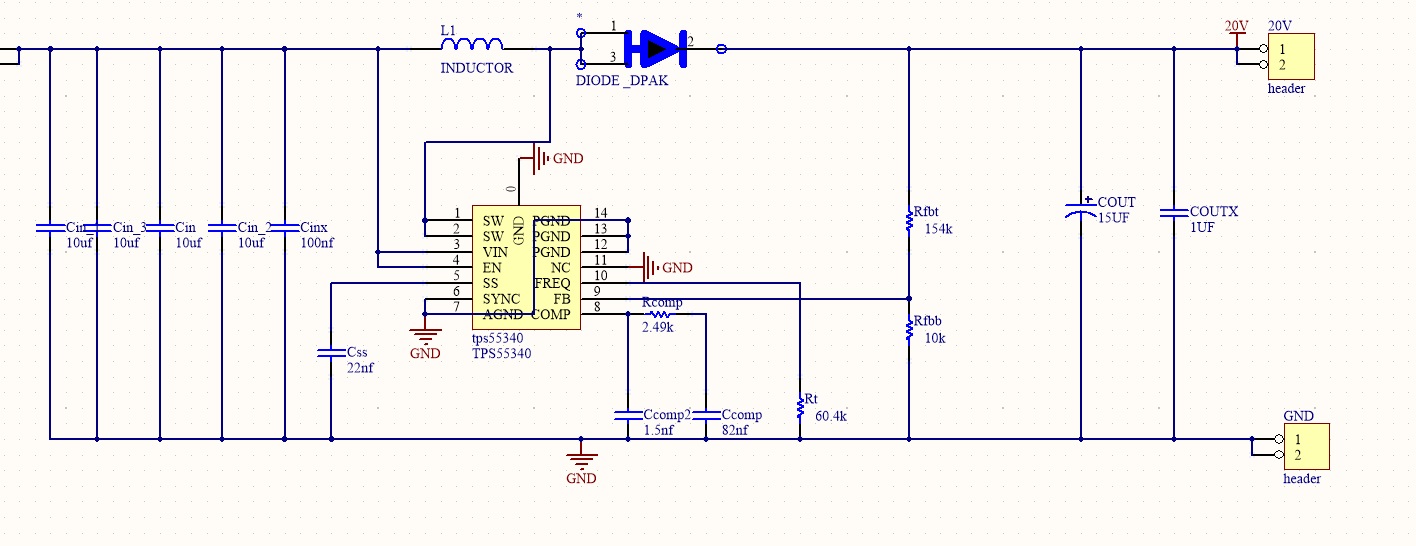 20V
20V
1
2
header
L1
INDUCTOR
*
1
3
2
DIODE _DPAK
GND
0
1
2
3
4
5
6
7
SW
SW
VIN
EN
SS
SYNC
AGND
GND
PGND
PGND
PGND
NC
FREQ
FB
COMP
14
13
12
11
10
9
8
GND
tps55340
TPS55340
GND
Cin_
10uf
Cin_3
10uf
Cin
10uf
Cin_2
10uf
Cinx
100nf
Css
22nf
Rcomp
2.49k
Ccomp2
1.5nf
Ccomp
82nf
Rt
60.4k
Rfbt
154k
Rfbb
10k
COUT
15UF
COUTX
1UF
GND
GND
1
2
header